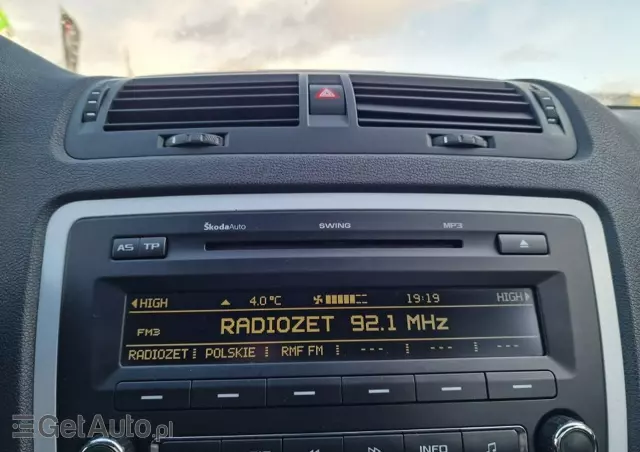 ŠkodaAuto SWING MP3
AS TP
HIGH 4.0°C 19:19 HIGH
FM3 RADIOZET 92.1 MHz
RADIOZET POLSKIE RMF FM --- --- ---
INFO
GetAuto.pl